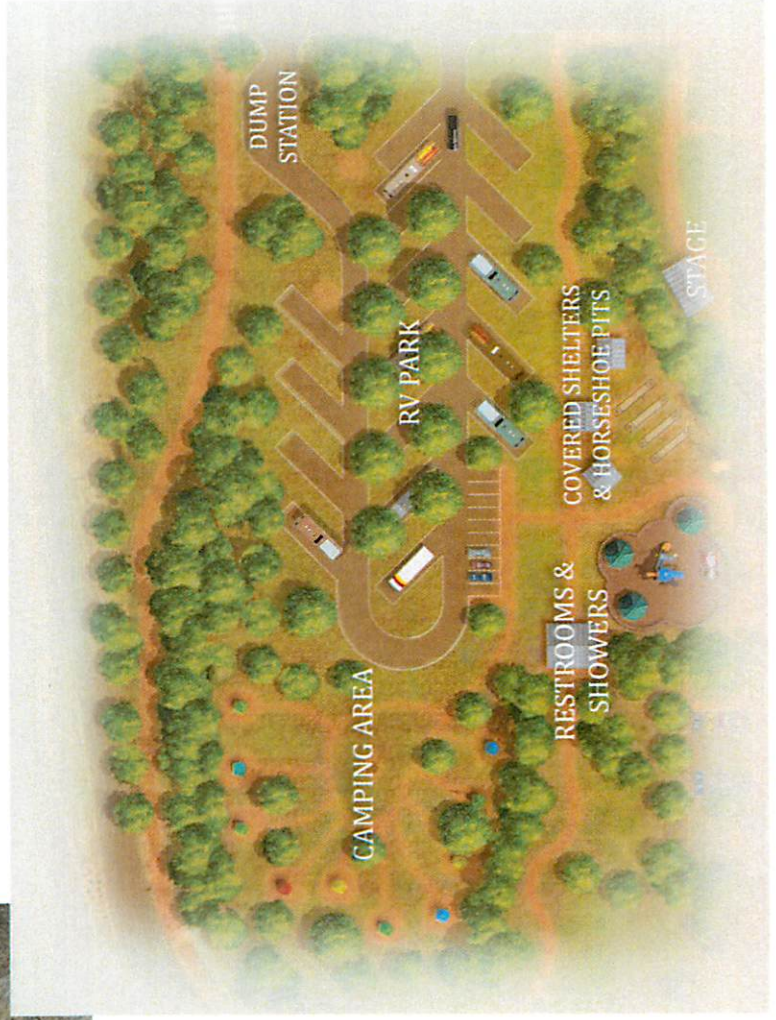 DUMP
STATION
RV PARK
CAMPING AREA
COVERED SHELTERS
& HORSESHOE PITS
STAGE
RESTROOMS &
SHOWERS